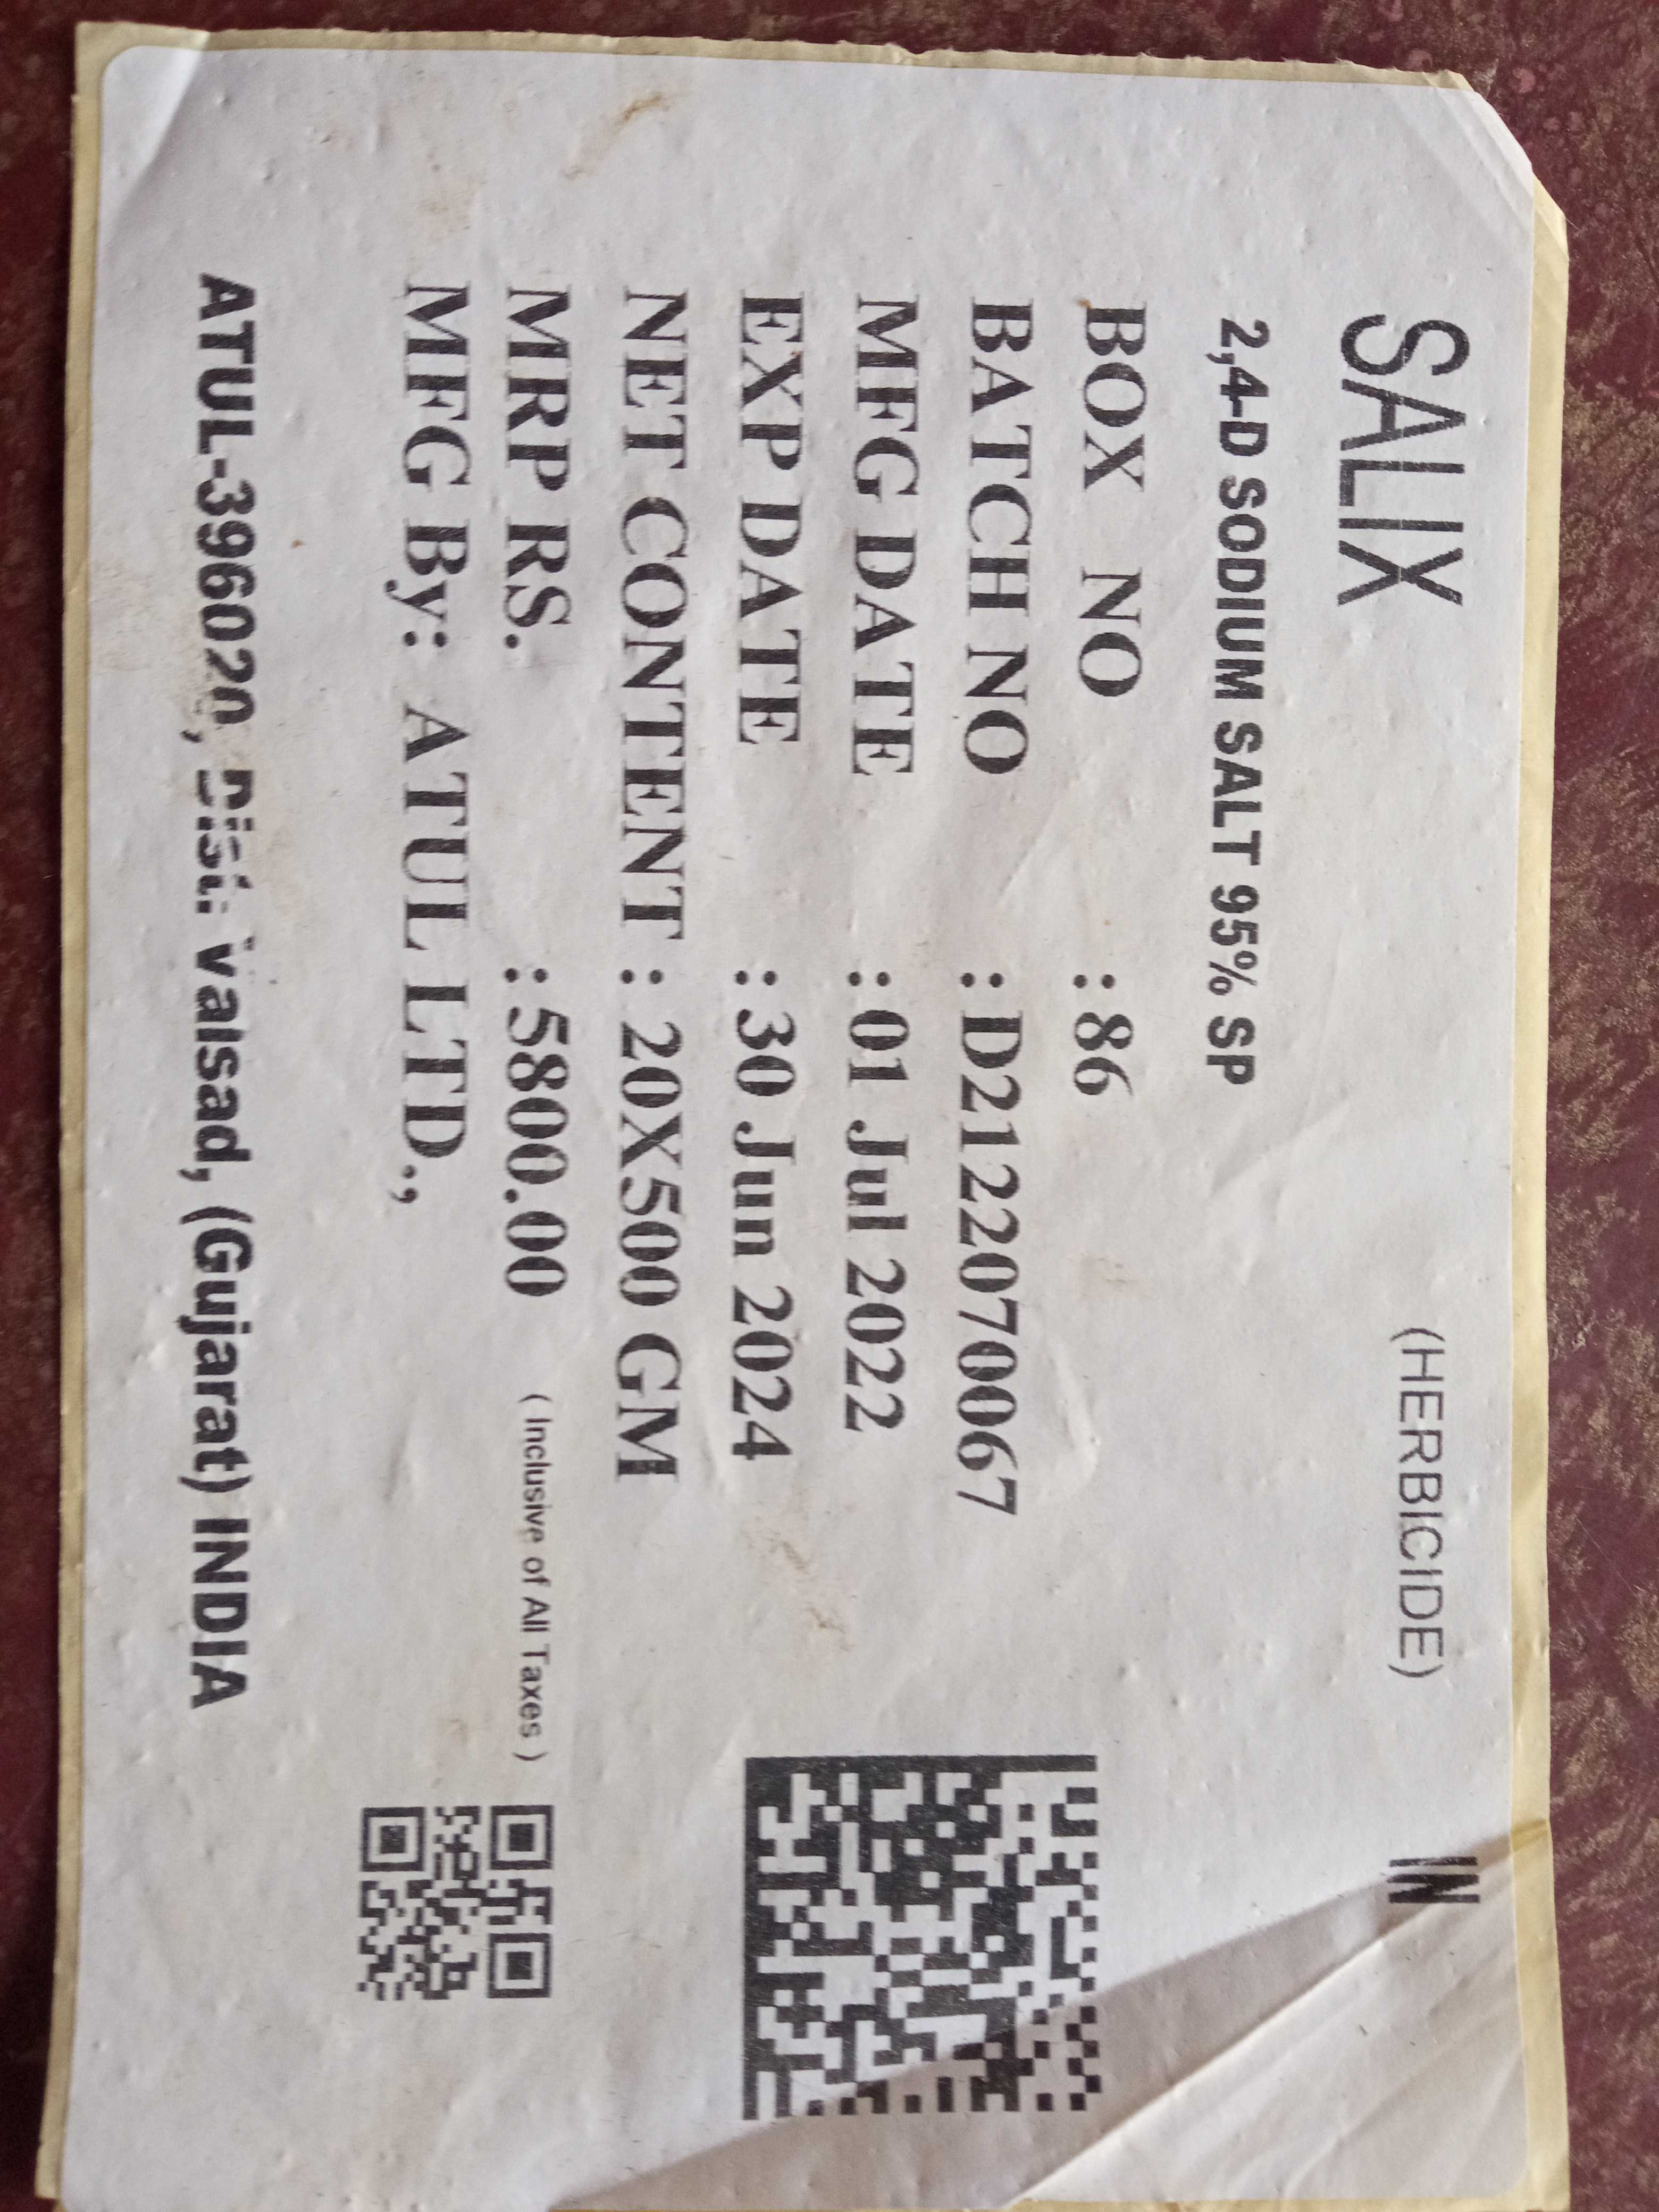 SALIX (HERBICIDE) IN
2,4-D SODIUM SALT 95% SP
BOX NO : 86
BATCH NO : D2122070067
MFG DATE : 01 Jul 2022
EXP DATE : 30 Jun 2024
NET CONTENT : 20X500 GM
MRP RS. : 5800.00 ( Inclusive of All Taxes )
MFG By: ATUL LTD.,
ATUL-396020, Dist: Valsad, (Gujarat) INDIA